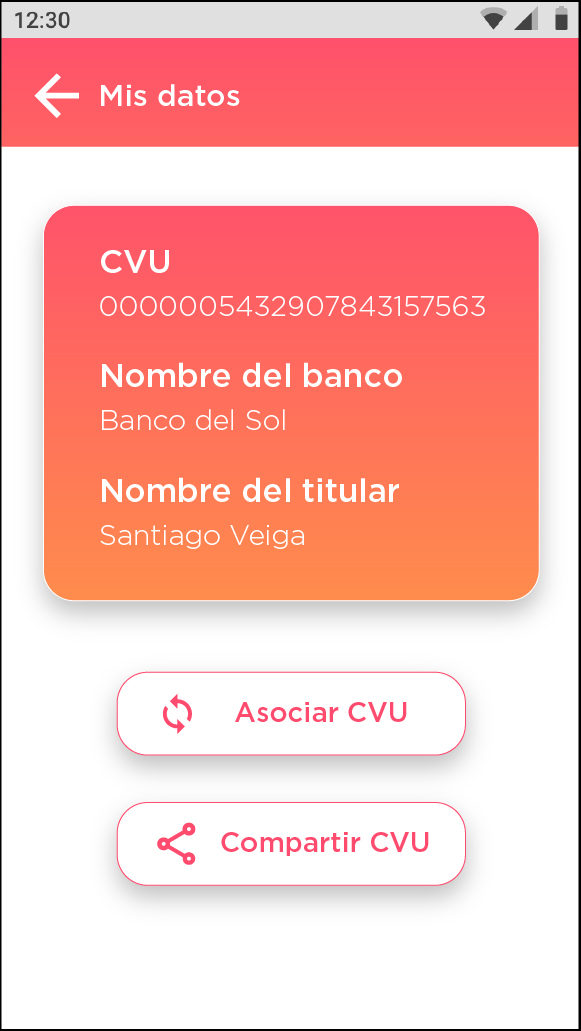 12:30
Mis datos
CVU
0000005432907843157563
Nombre del banco
Banco del Sol
Nombre del titular
Santiago Veiga
Asociar CVU
Compartir CVU